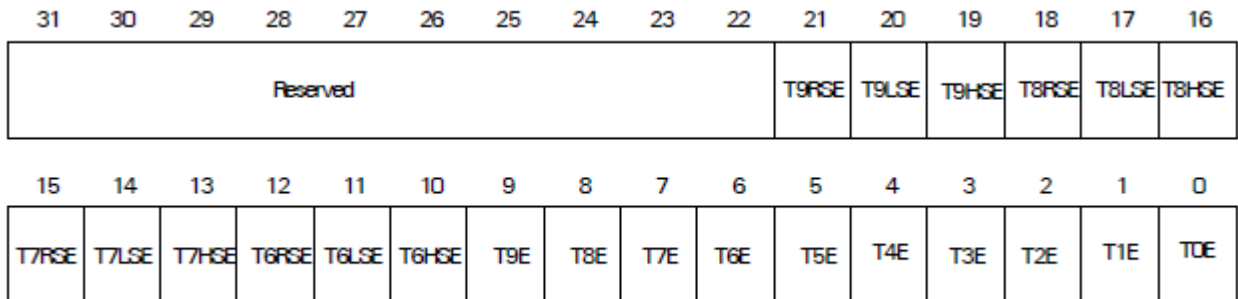 31 30 29 28 27 26 25 24 23 22 21 20 19 18 17 16
Reserved T9RSE T9LSE T9HSE T8RSE T8LSE T8HSE
15 14 13 12 11 10 9 8 7 6 5 4 3 2 1 0
T7RSE T7LSE T7HSE T6RSE T6LSE T6HSE T9E T8E T7E T6E T5E T4E T3E T2E T1E T0E